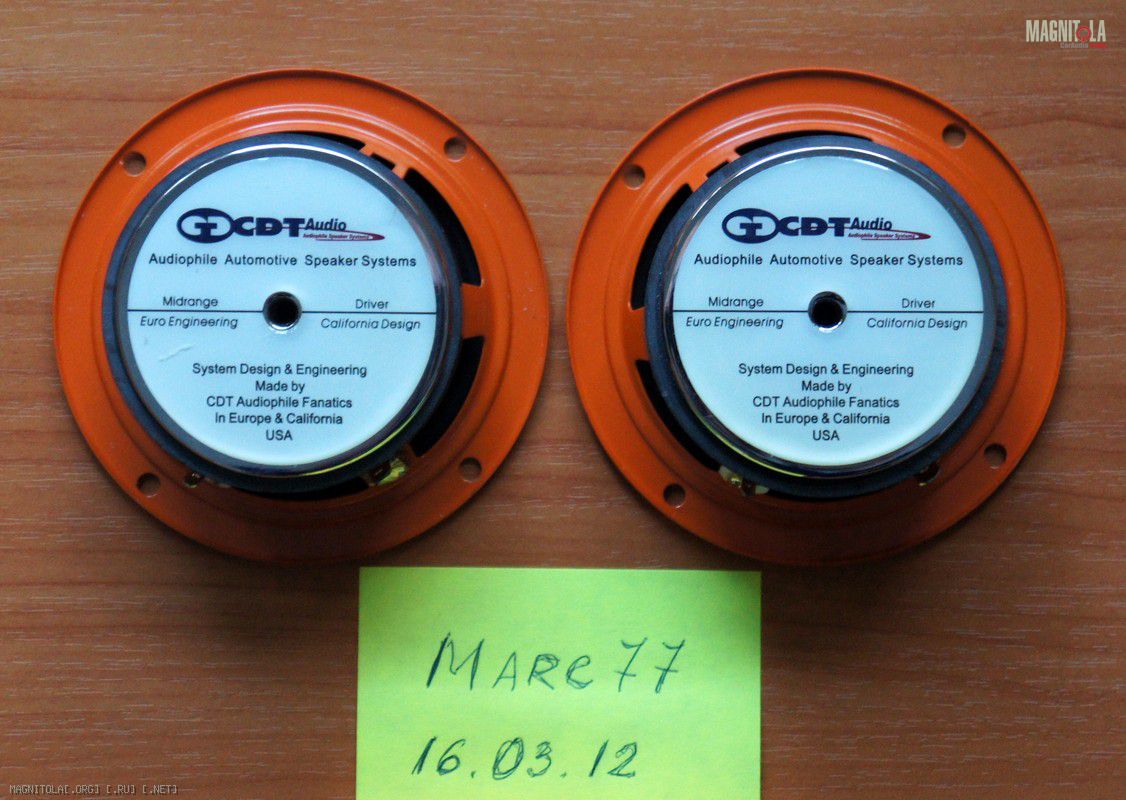 MAGNITOLA
CDT Audio
Audiophile Speaker Systems
Audiophile Automotive Speaker Systems
Midrange Driver
Euro Engineering California Design
System Design & Engineering
Made by
CDT Audiophile Fanatics
In Europe & California
USA
CDT Audio
Audiophile Speaker Systems
Audiophile Automotive Speaker Systems
Midrange Driver
Euro Engineering California Design
System Design & Engineering
Made by
CDT Audiophile Fanatics
In Europe & California
USA
MARC77
16.03.12
MAGNITOLA[.ORG] [.RU] [.NET]